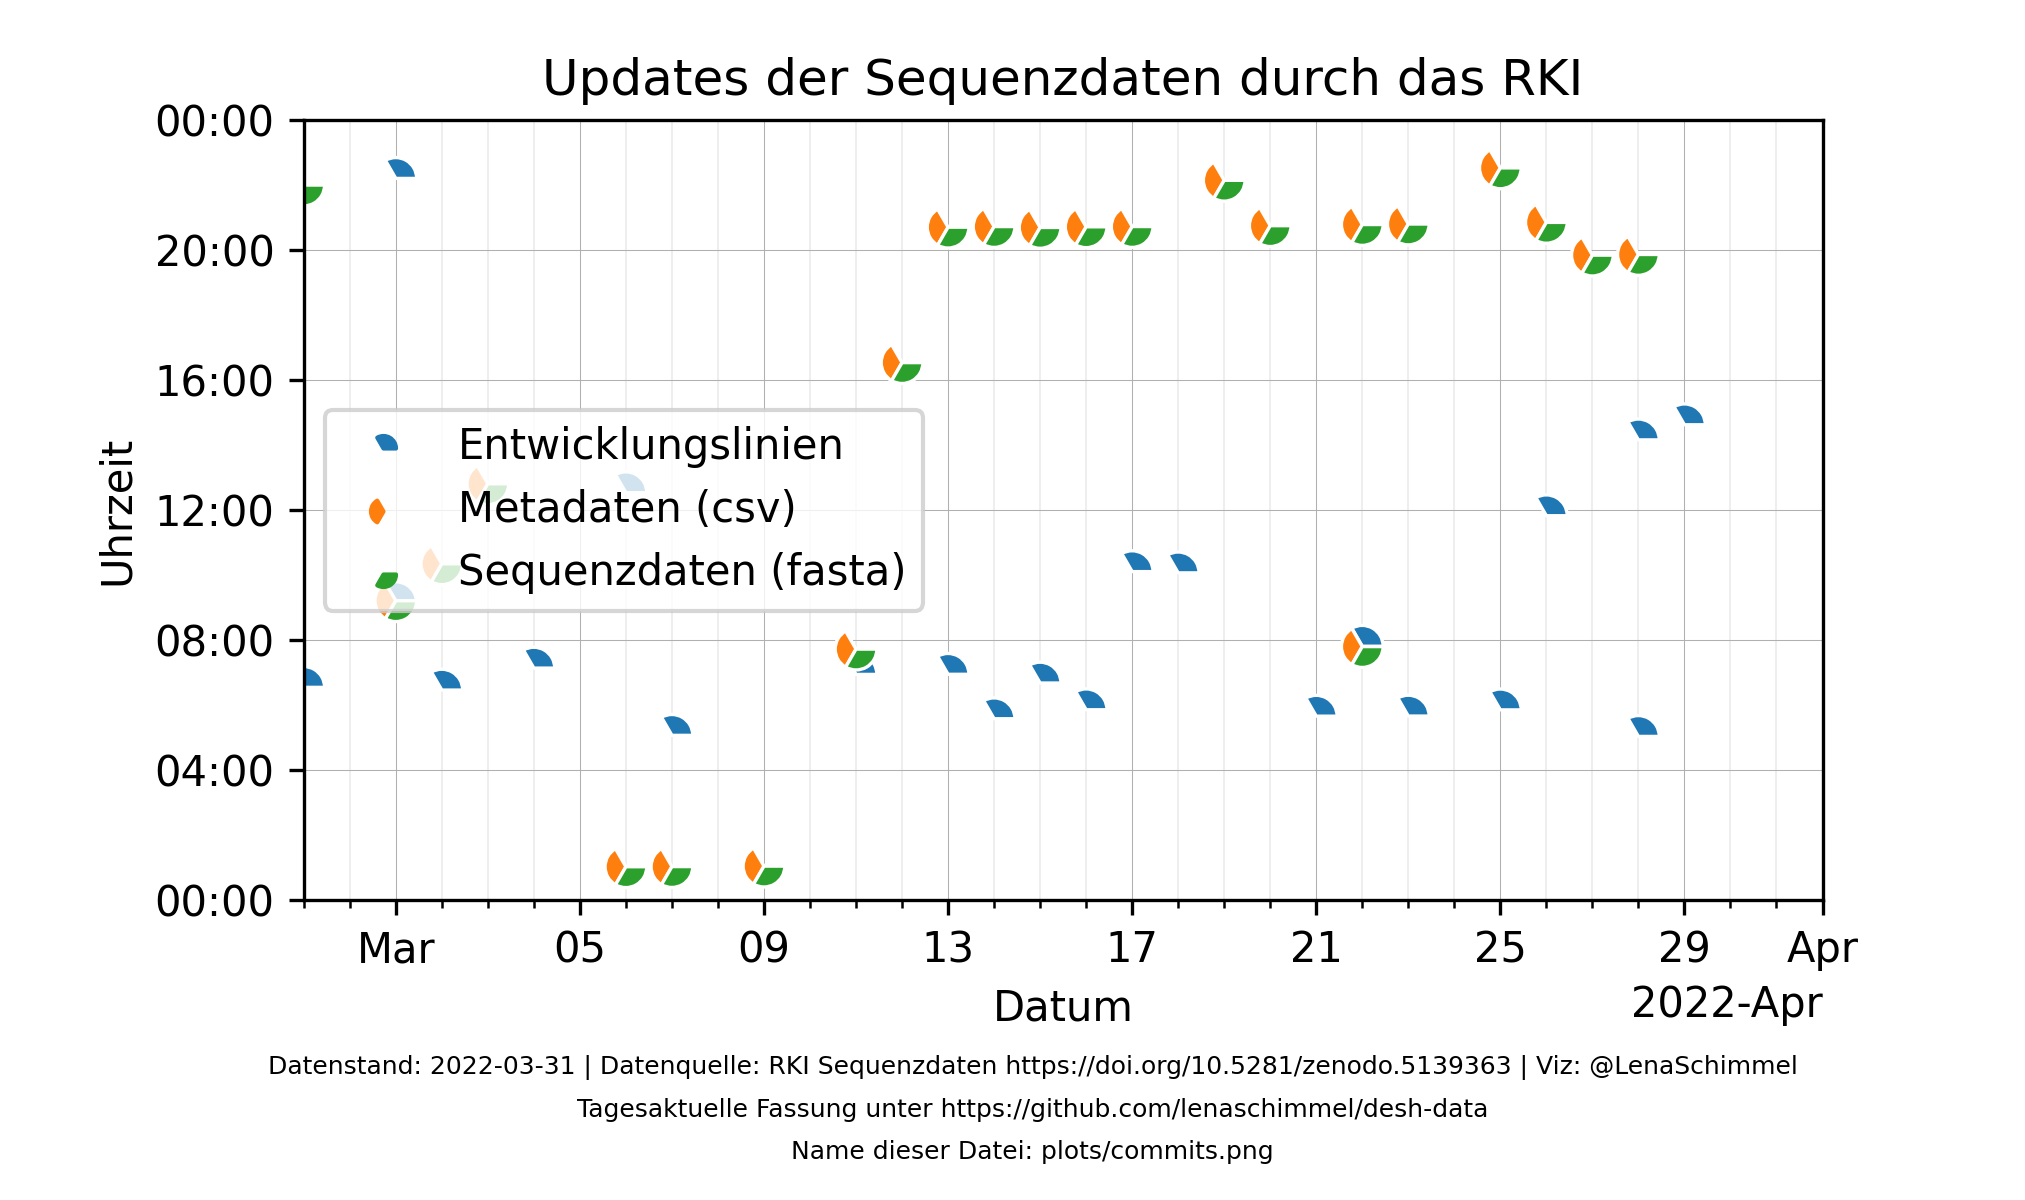 Updates der Sequenzdaten durch das RKI
00:00
20:00
16:00
12:00
08:00
04:00
00:00
Uhrzeit
Entwicklungslinien
Metadaten (csv)
Sequenzdaten (fasta)
Mar 05 09 13 17 21 25 29 Apr
Datum
2022-Apr
Datenstand: 2022-03-31 | Datenquelle: RKI Sequenzdaten https://doi.org/10.5281/zenodo.5139363 | Viz: @LenaSchimmel
Tagesaktuelle Fassung unter https://github.com/lenaschimmel/desh-data
Name dieser Datei: plots/commits.png